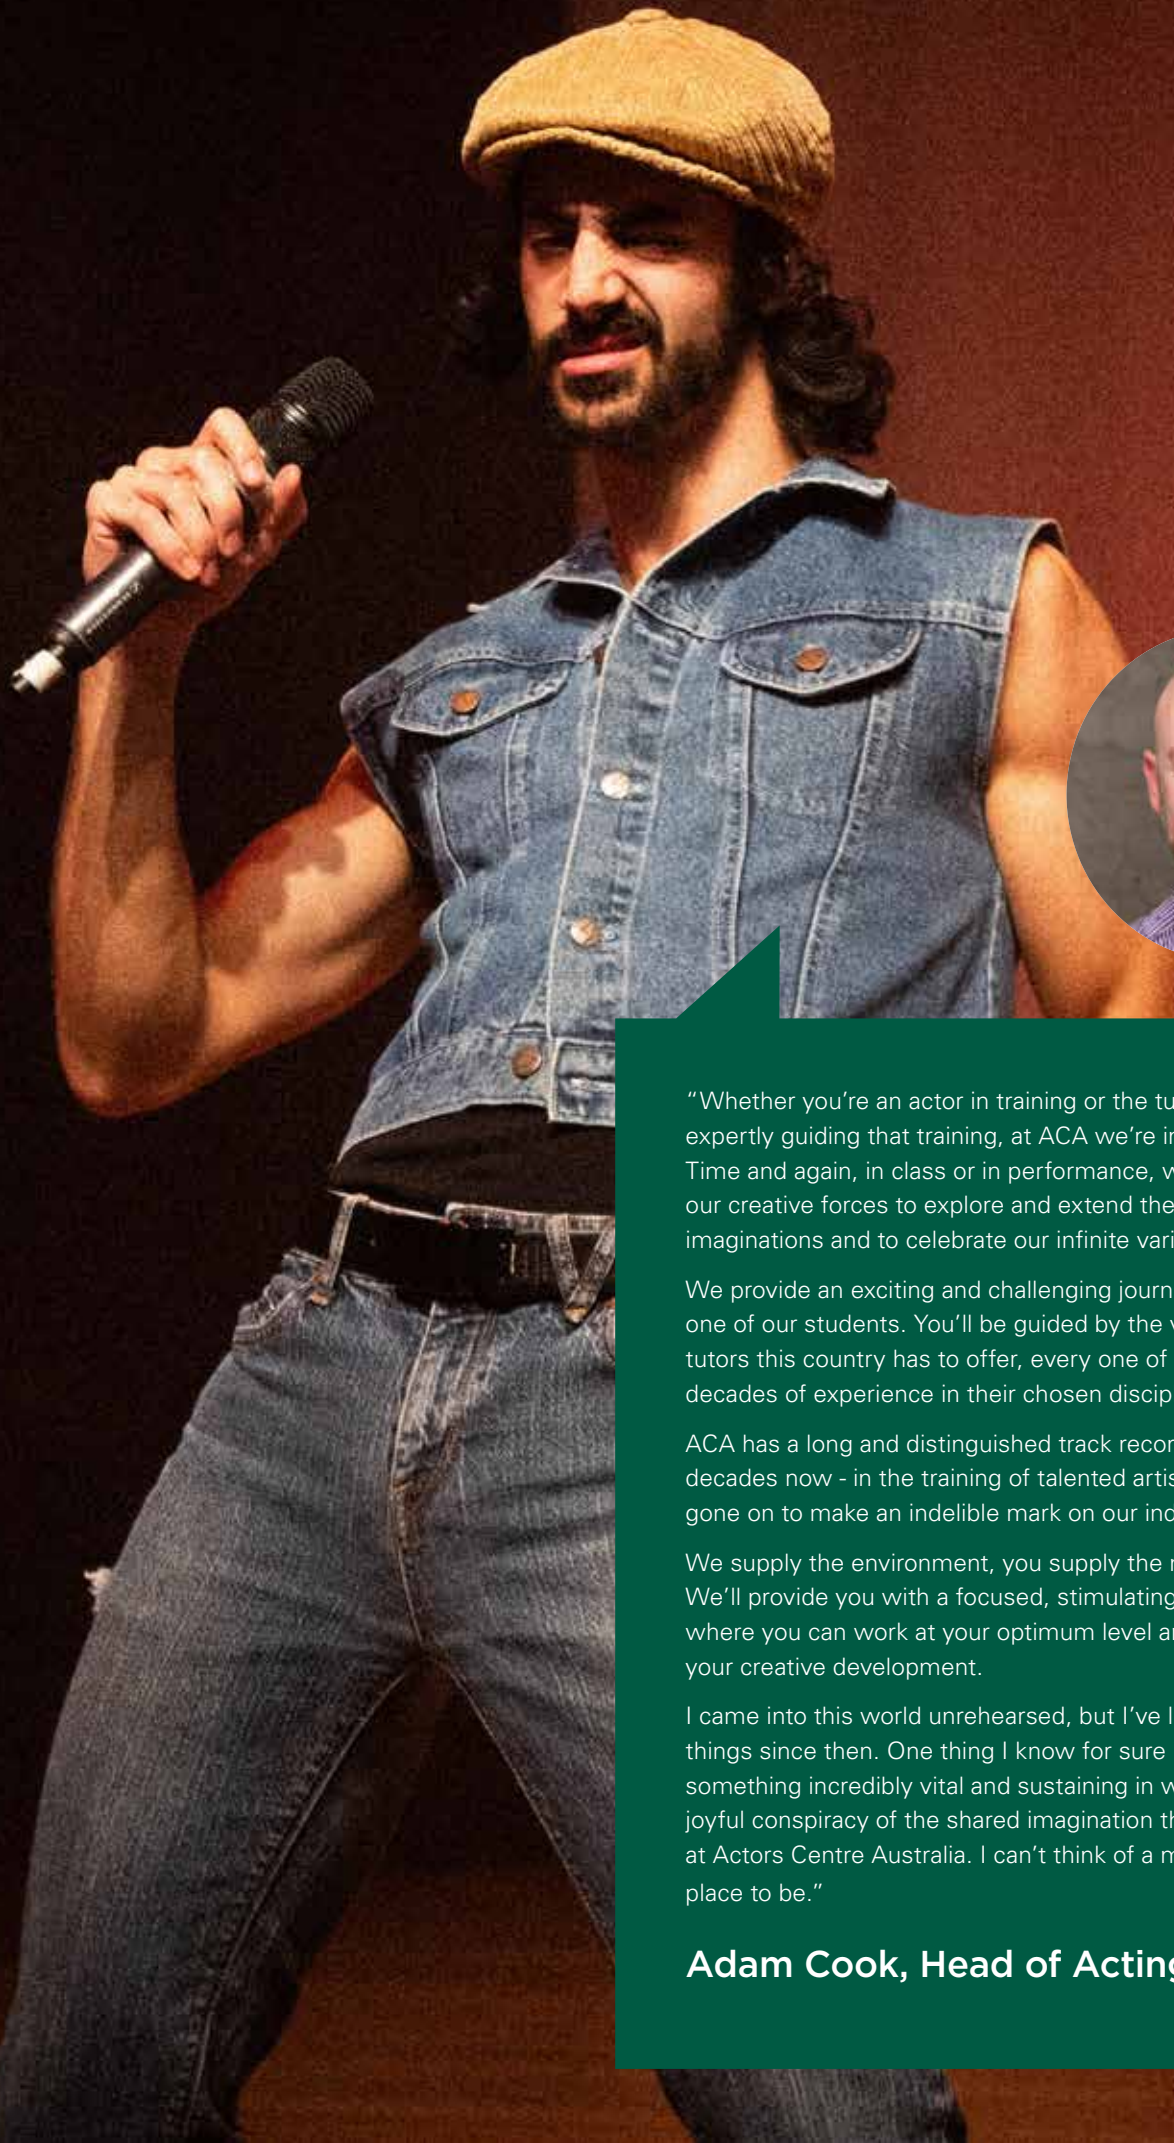 “Whether you’re an actor in training or the
expertly guiding that training, at ACA we’re
Time and again, in class or in performance,
our creative forces to explore and extend the
imaginations and to celebrate our infinite
We provide an exciting and challenging
one of our students. You’ll be guided by the
tutors this country has to offer, every one of
decades of experience in their chosen
ACA has a long and distinguished track
decades now - in the training of talented
gone on to make an indelible mark on our
We supply the environment, you supply the
We’ll provide you with a focused, stimulating
where you can work at your optimum level
your creative development.
I came into this world unrehearsed, but I’ve
things since then. One thing I know for sure
something incredibly vital and sustaining in
joyful conspiracy of the shared imagination
at Actors Centre Australia. I can’t think of a
place to be.”
Adam Cook, Head of Acting